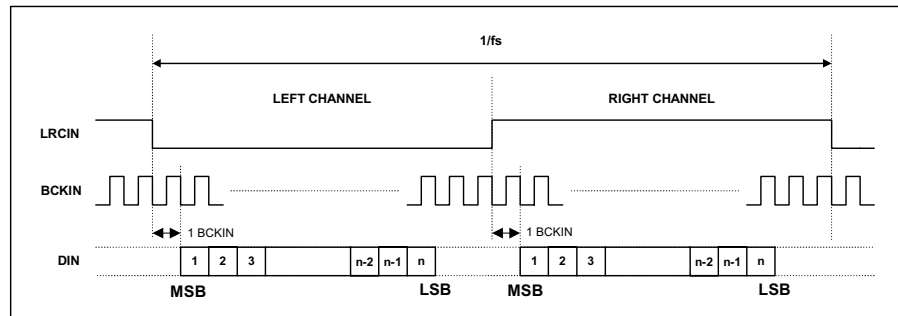 1/fs
LEFT CHANNEL RIGHT CHANNEL
LRCIN
BCKIN
1 BCKIN 1 BCKIN
DIN 1 2 3 n-2 n-1 n 1 2 3 n-2 n-1 n
MSB LSB MSB LSB